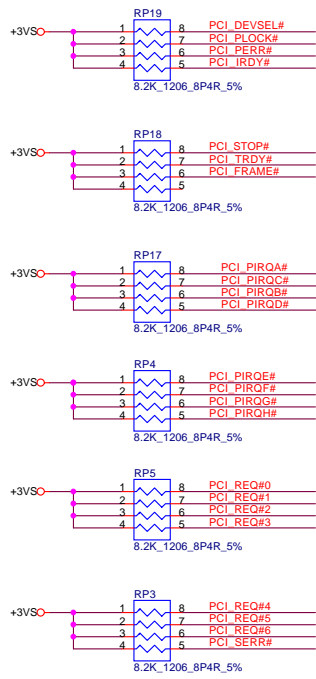 RP19
+3VS 1 8 PCI_DEVSEL#
2 7 PCI_PLOCK#
3 6 PCI_PERR#
4 5 PCI_IRDY#
8.2K_1206_8P4R_5%
RP18
+3VS 1 8 PCI_STOP#
2 7 PCI_TRDY#
3 6 PCI_FRAME#
4 5
8.2K_1206_8P4R_5%
RP17
+3VS 1 8 PCI_PIRQA#
2 7 PCI_PIRQC#
3 6 PCI_PIRQB#
4 5 PCI_PIRQD#
8.2K_1206_8P4R_5%
RP4
+3VS 1 8 PCI_PIRQE#
2 7 PCI_PIRQF#
3 6 PCI_PIRQG#
4 5 PCI_PIRQH#
8.2K_1206_8P4R_5%
RP5
+3VS 1 8 PCI_REQ#0
2 7 PCI_REQ#1
3 6 PCI_REQ#2
4 5 PCI_REQ#3
8.2K_1206_8P4R_5%
RP3
+3VS 1 8 PCI_REQ#4
2 7 PCI_REQ#5
3 6 PCI_REQ#6
4 5 PCI_SERR#
8.2K_1206_8P4R_5%